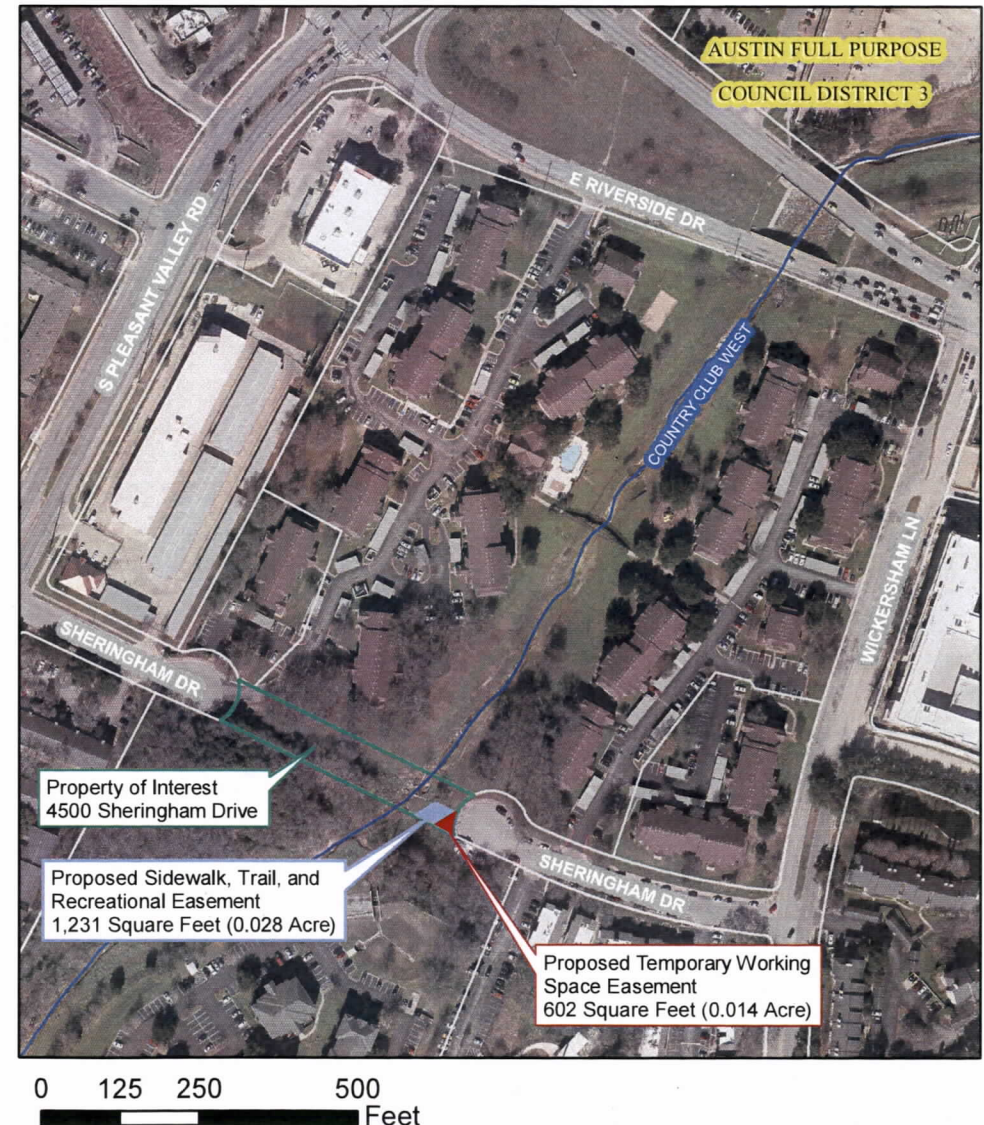 AUSTIN FULL PURPOSE
COUNCIL DISTRICT 3
E RIVERSIDE DR
S PLEASANT VALLEY RD
COUNTRY CLUB WEST
WICKERSHAM LN
SHERINGHAM DR
Property of Interest
4500 Sheringham Drive
Proposed Sidewalk, Trail, and
Recreational Easement
1,231 Square Feet (0.028 Acre)
SHERINGHAM DR
Proposed Temporary Working
Space Easement
602 Square Feet (0.014 Acre)
0 125 250 500
Feet